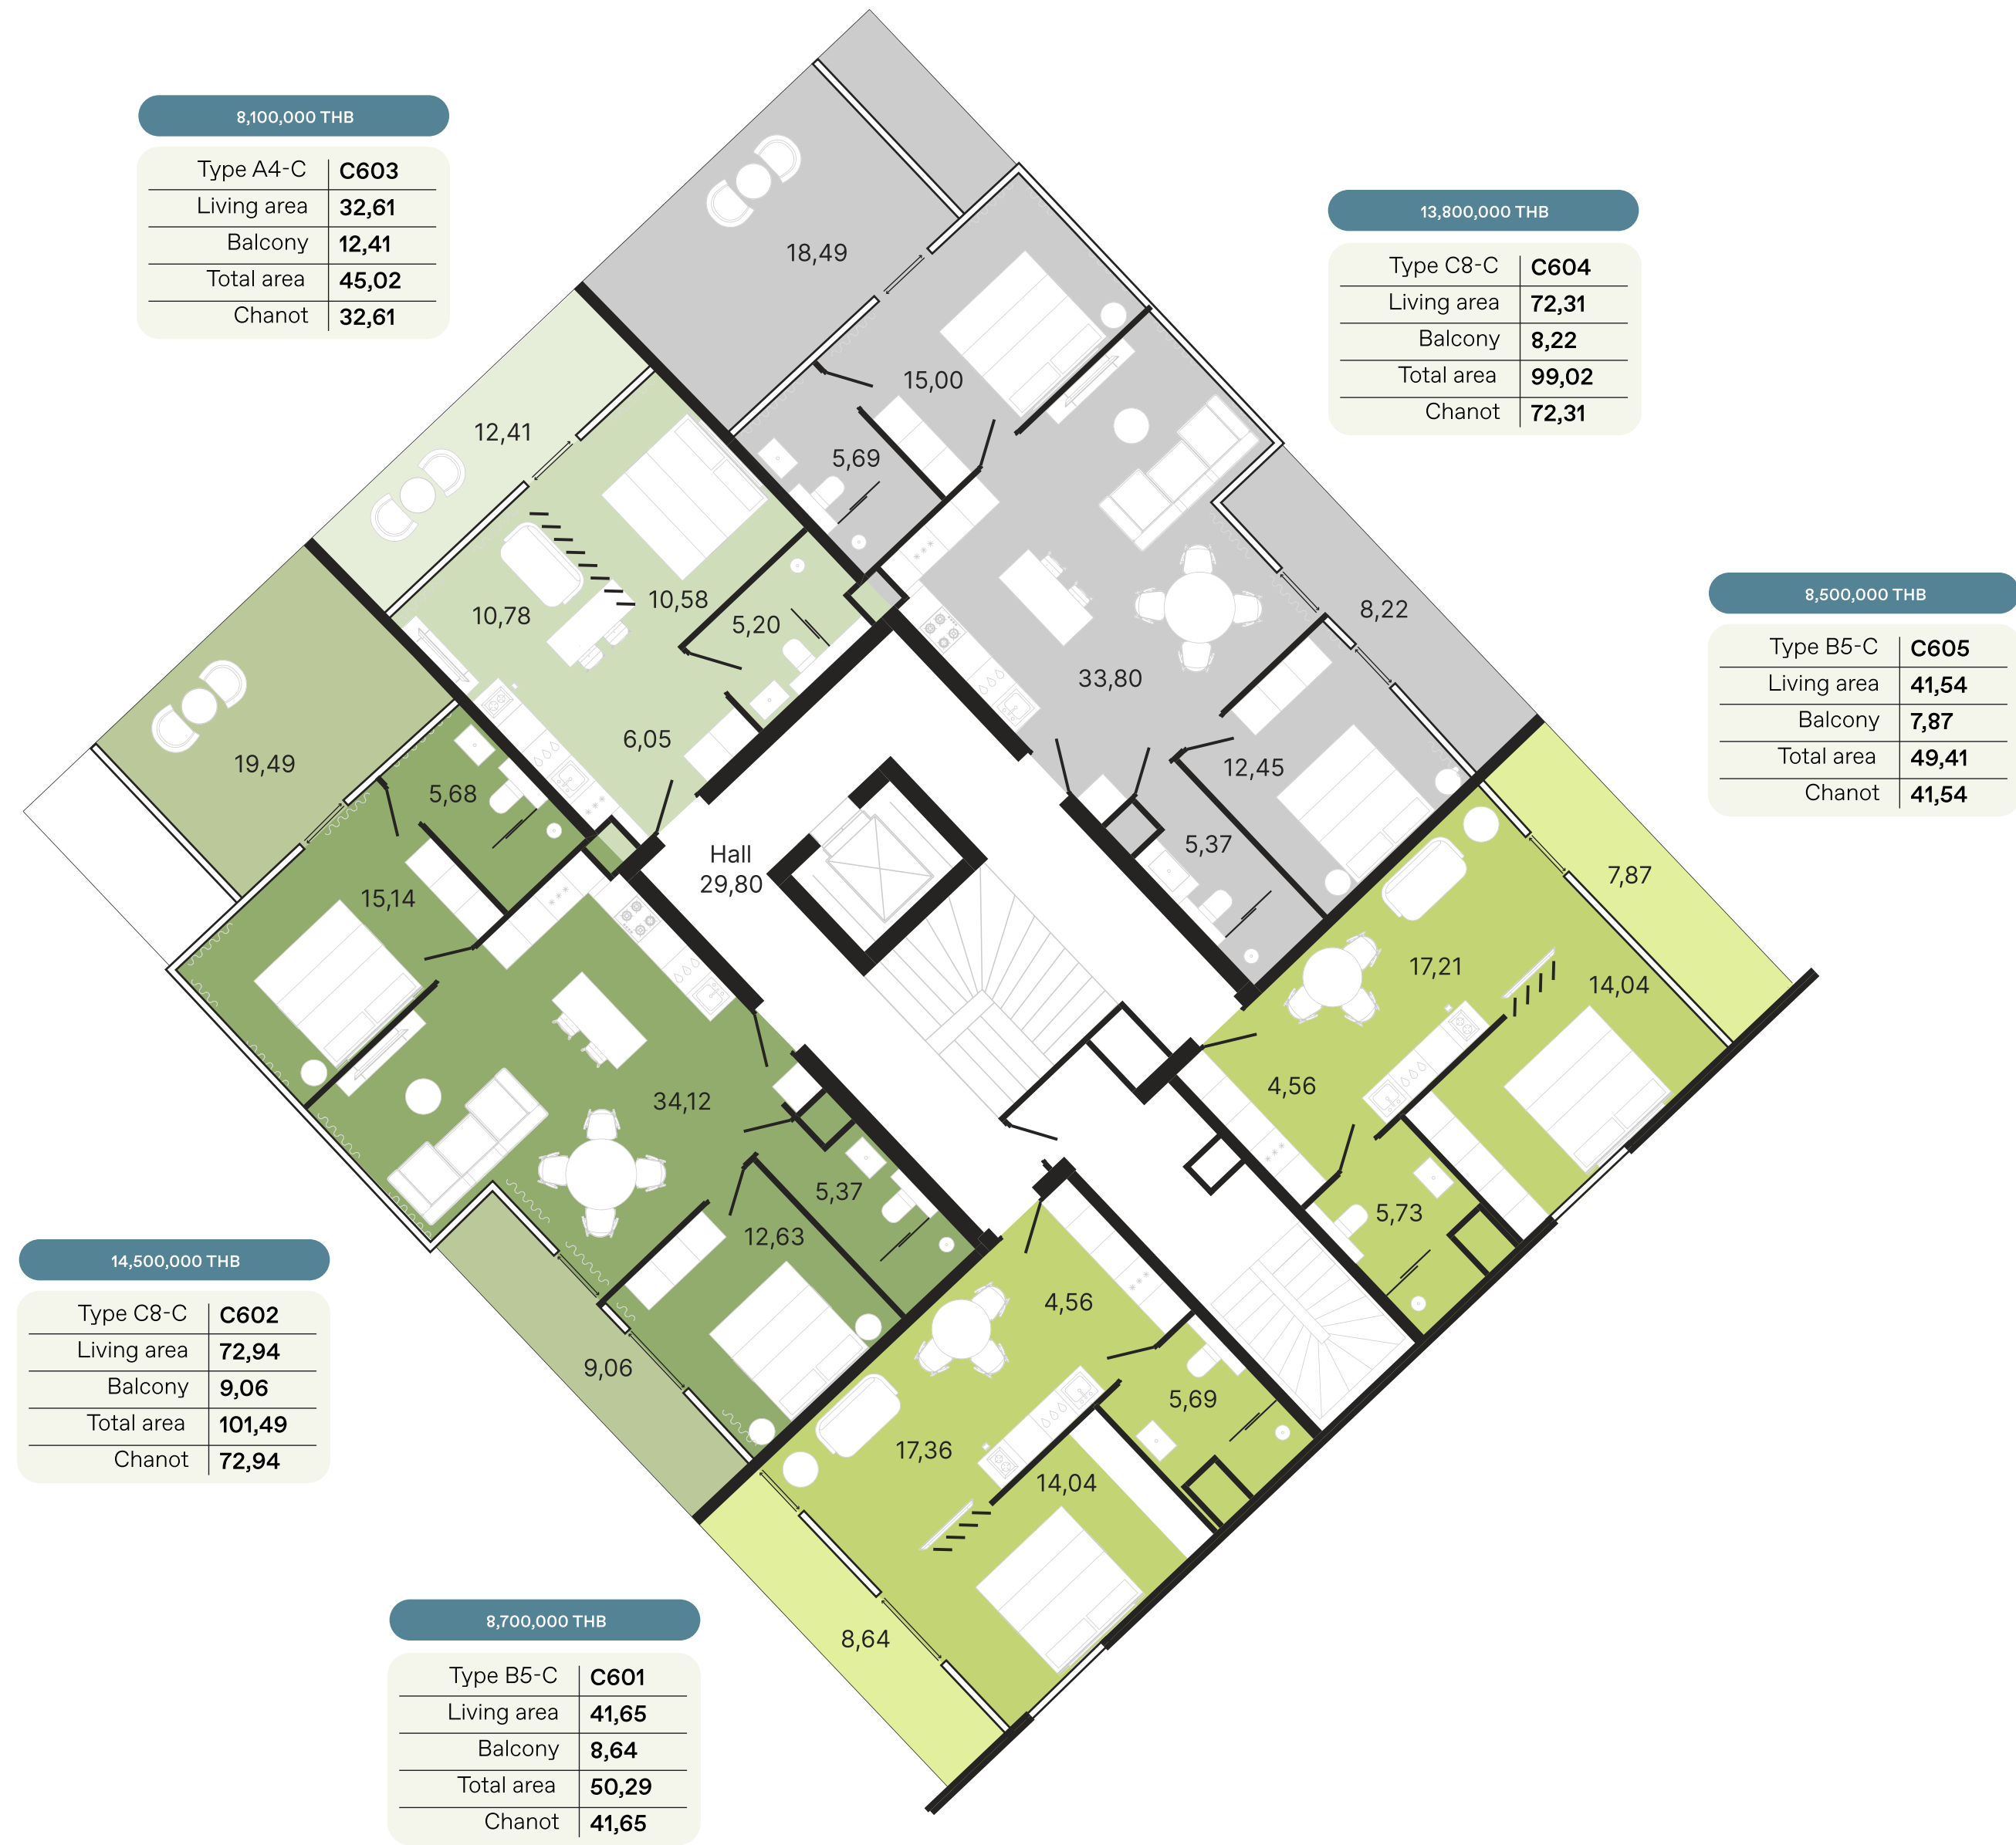 8,100,000 THB
Type A4-C C603
Living area 32,61
Balcony 12,41
Total area 45,02
Chanot 32,61
13,800,000 THB
Type C8-C C604
Living area 72,31
Balcony 8,22
Total area 99,02
Chanot 72,31
8,500,000 THB
Type B5-C C605
Living area 41,54
Balcony 7,87
Total area 49,41
Chanot 41,54
18,49
15,00
5,69
12,41
10,78
10,58
5,20
6,05
8,22
33,80
12,45
5,37
19,49
5,68
15,14
Hall
29,80
7,87
17,21
14,04
4,56
5,73
34,12
5,37
12,63
9,06
4,56
5,69
17,36
14,04
8,64
14,500,000 THB
Type C8-C C602
Living area 72,94
Balcony 9,06
Total area 101,49
Chanot 72,94
8,700,000 THB
Type B5-C C601
Living area 41,65
Balcony 8,64
Total area 50,29
Chanot 41,65